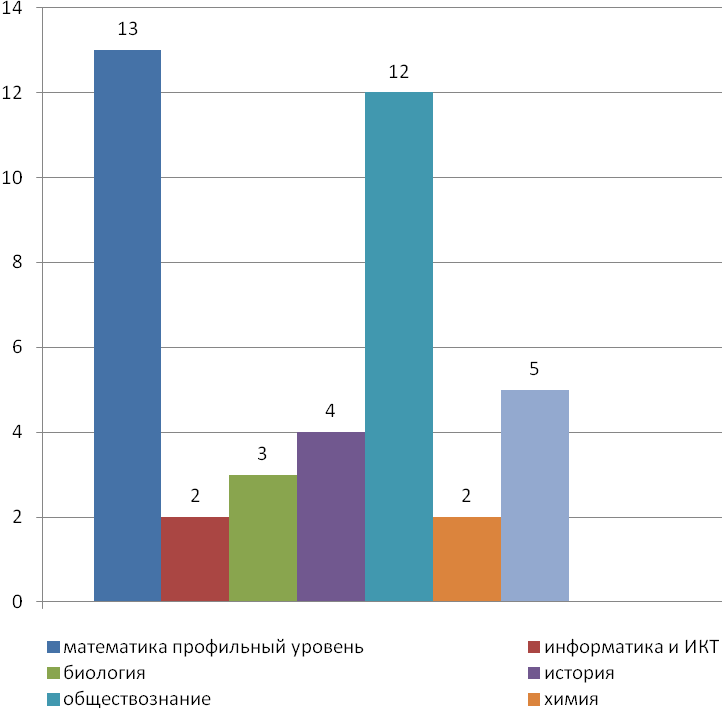 14
13
12
12
10
8
6
5
4
4
3
2
2
2
0
математика профильный уровень
информатика и ИКТ
биология
история
обществознание
химия